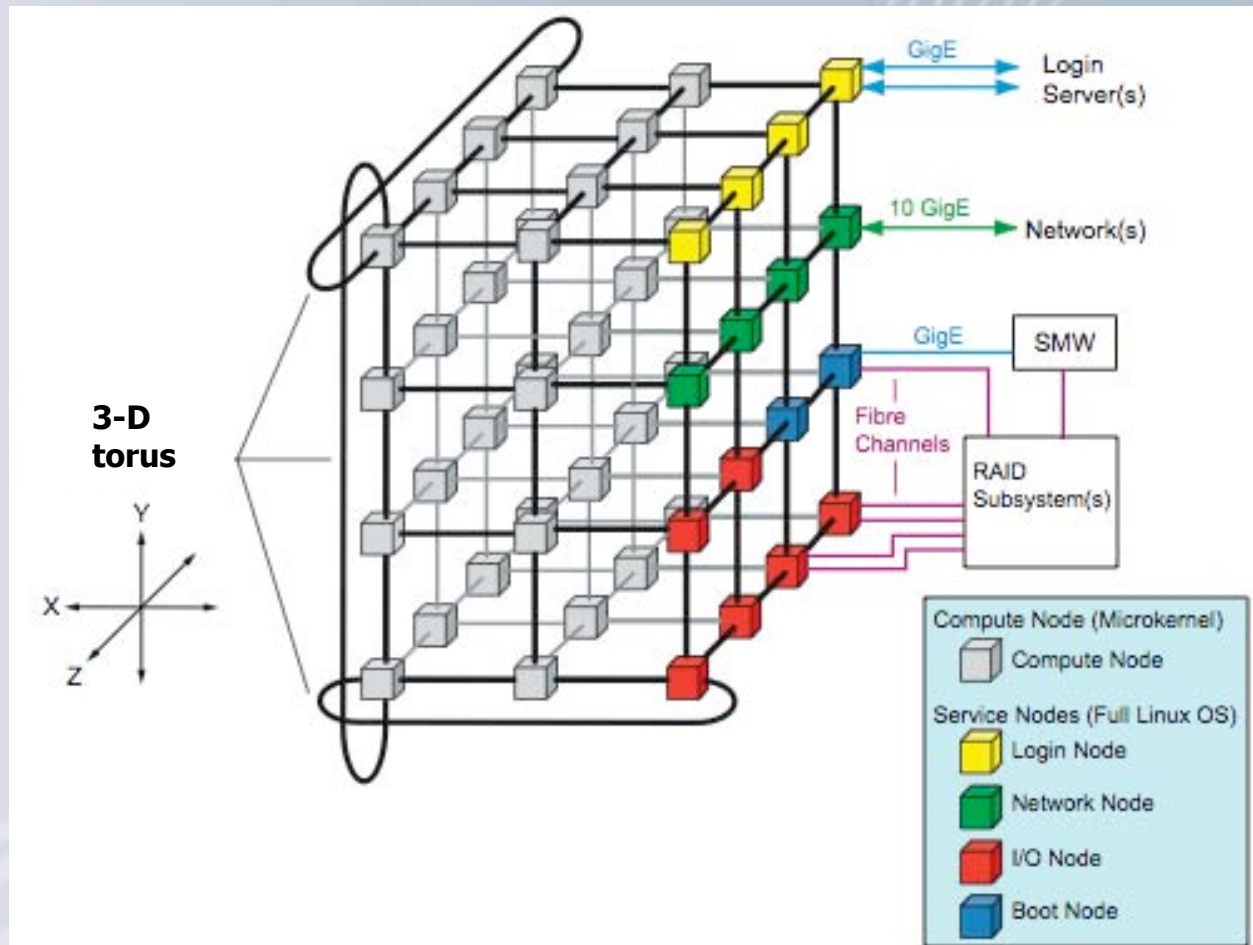 GigE
Login
Server(s)
10 GigE
Network(s)
GigE
SMW
Fibre
Channels
RAID
Subsystem(s)
3-D
torus
Y
X
Z
Compute Node (Microkernel)
Compute Node
Service Nodes (Full Linux OS)
Login Node
Network Node
I/O Node
Boot Node